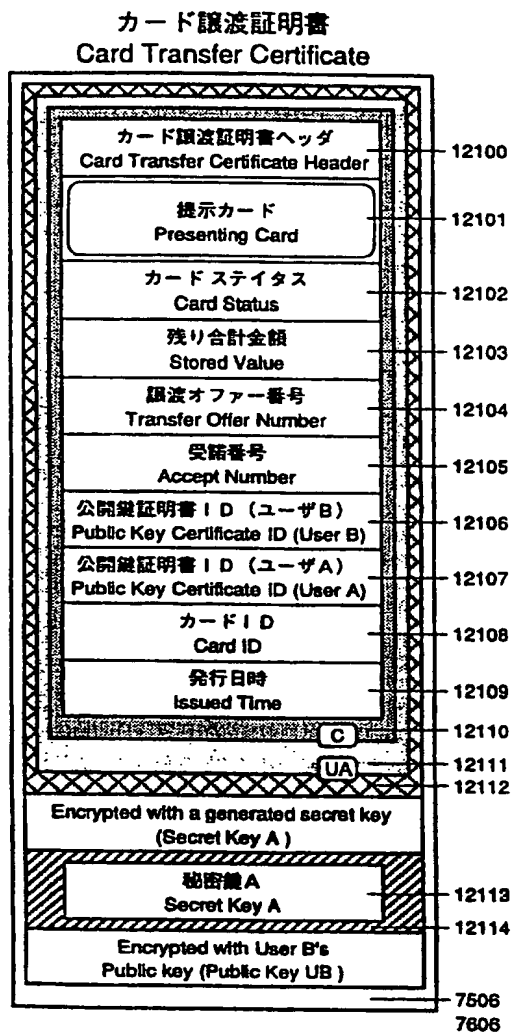 カード譲渡証明書
Card Transfer Certificate
カード譲渡証明書ヘッダ
Card Transfer Certificate Header
12100
提示カード
Presenting Card
12101
カード ステイタス
Card Status
12102
残り合計金額
Stored Value
12103
譲渡オファー番号
Transfer Offer Number
12104
受諾番号
Accept Number
12105
公開鍵証明書ID (ユーザB)
Public Key Certificate ID (User B)
12106
公開鍵証明書ID (ユーザA)
Public Key Certificate ID (User A)
12107
カードID
Card ID
12108
発行日時
Issued Time
12109
C
12110
UA
12111
12112
Encrypted with a generated secret key
(Secret Key A )
秘密鍵A
Secret Key A
12113
12114
Encrypted with User B's
Public key (Public Key UB )
7506
7606